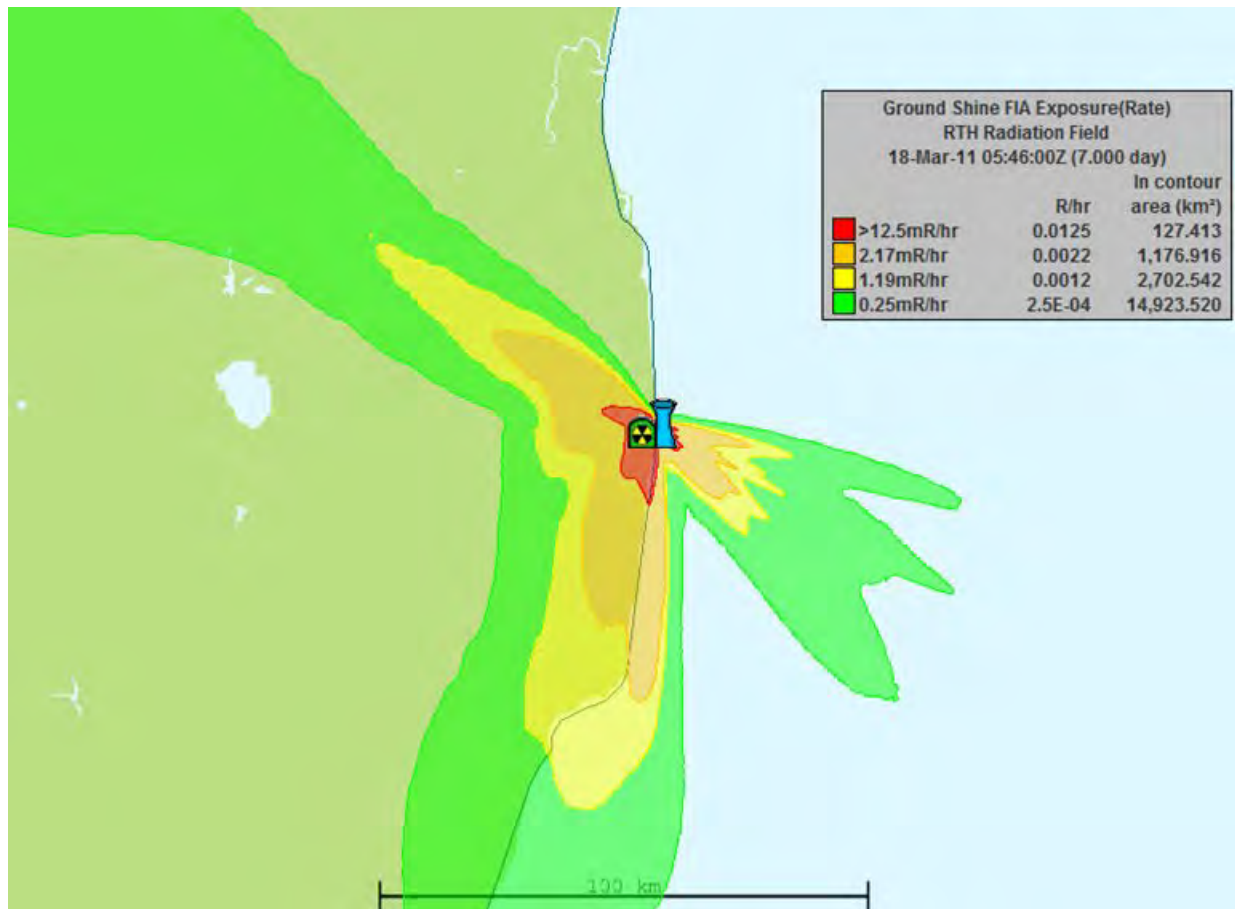 Ground Shine FIA Exposure(Rate)
RTH Radiation Field
18-Mar-11 05:46:00Z (7.000 day)
In contour
R/hr area (km²)
>12.5mR/hr 0.0125 127.413
2.17mR/hr 0.0022 1,176.916
1.19mR/hr 0.0012 2,702.542
0.25mR/hr 2.5E-04 14,923.520
100 km